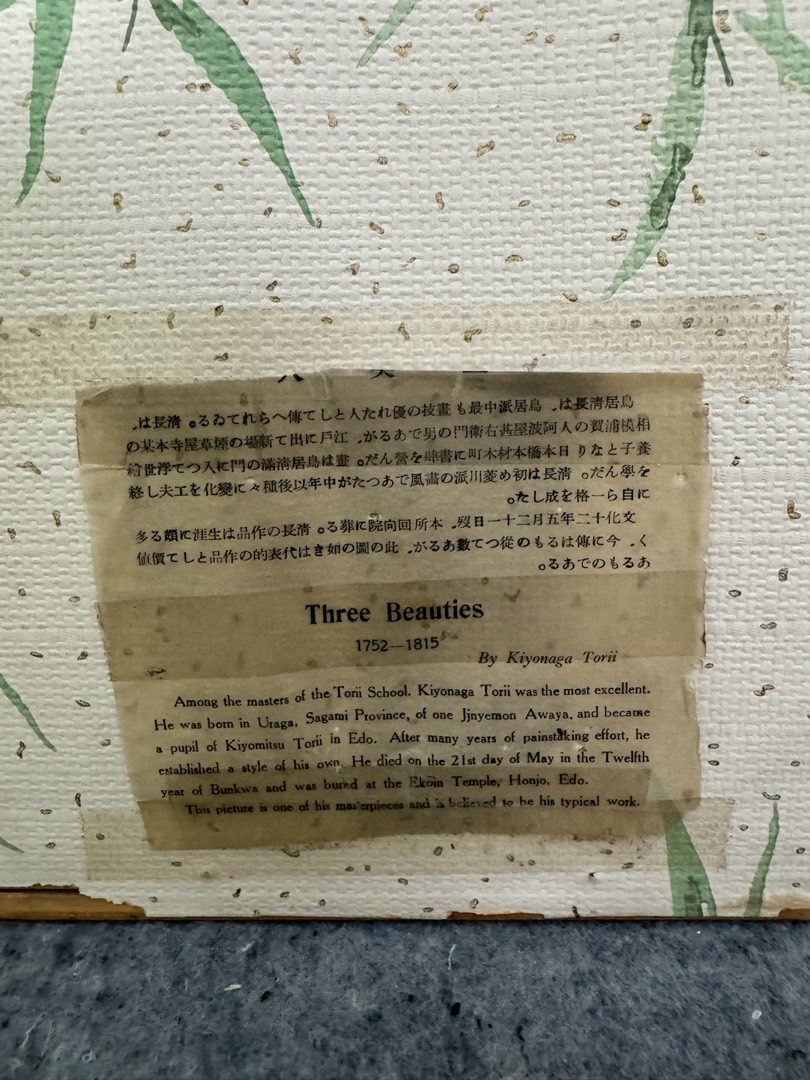 鳥居清長は、鳥居派中最も畫技の優れた人として傳へられてゐる。清長は、
相模浦賀の人阿波屋甚右衛門の男であるが、江戸に出て新場の煙草屋寺本某の
養子となり日本橋本材木町に書肆を營んだ。畫は鳥居清滿の門に入つて浮世繪
を學んだ。清長は初め菱川派の畫風であつたが中年以後種々に變化を工夫し終
に自ら一格を成した。
文化十二年五月二十一日歿、本所回向院に葬る。清長の作品は生涯に頗る多
く、今に傳はるもの從つて數あるが、此の圖の如きは代表的の作品として價値
あるものである。
Three Beauties
1752—1815
By Kiyonaga Torii
Among the masters of the Torii School. Kiyonaga Torii was the most excellent.
He was born in Uraga, Sagami Province, of one Jjnyemon Awaya, and became
a pupil of Kiyomitsu Torii in Edo. After many years of painstaking effort, he
established a style of his own. He died on the 21st day of May in the Twelfth
year of Bunkwa and was buried at the Ekoin Temple, Honjo, Edo.
This picture is one of his masterpieces and is believed to be his typical work.